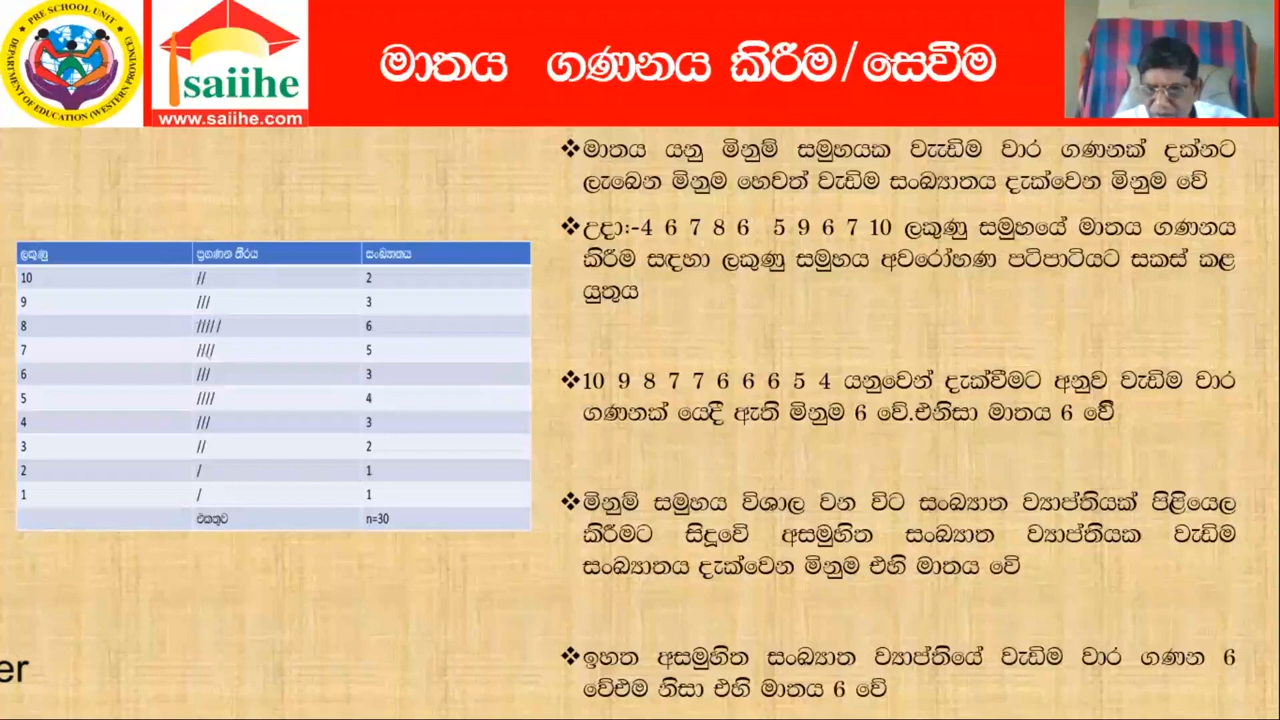 PRE SCHOOL UNIT
DEPARTMENT OF EDUCATION (WESTERN PROVINCE)
saiihe
www.saiihe.com
මාතය ගණනය කිරීම/සෙවීම
ලකුණු ප්‍රගණන තීරය සංඛ්‍යාතය
10 // 2
9 /// 3
8 ///// 6
7 //// 5
6 /// 3
5 //// 4
4 /// 3
3 // 2
2 / 1
1 / 1
එකතුව n=30
er
❖මාතය යනු මිනුම් සමුහයක වැැඩිම වාර ගණනක් දක්නට
ලැබෙන මිනුම හෙවත් වැඩිම සංඛ්‍යාතය දැක්වෙන මිනුම වේ
❖උදා:-4 6 7 8 6 5 9 6 7 10 ලකුණු සමුහයේ මාතය ගණනය
කිරීම සඳහා ලකුණු සමුහය අවරෝහණ පටිපාටියට සකස් කළ
යුතුය
❖10 9 8 7 7 6 6 6 5 4 යනුවෙන් දැක්වීමට අනුව වැඩිම වාර
ගණනක් යෙදී ඇති මිනුම 6 වේ.එනිසා මාතය 6 වේ
❖මිනුම් සමුහය විශාල වන විට සංඛ්‍යාත ව්‍යාප්තියක් පිළියෙල
කිරීමට සිදුවේ අසමුහිත සංඛ්‍යාත ව්‍යාප්තියක වැඩිම
සංඛ්‍යාතය දැක්වෙන මිනුම එහි මාතය වේ
❖ඉහත අසමුහිත සංඛ්‍යාත ව්‍යාප්තියේ වැඩිම වාර ගණන 6
වේඑම නිසා එහි මාතය 6 වේ